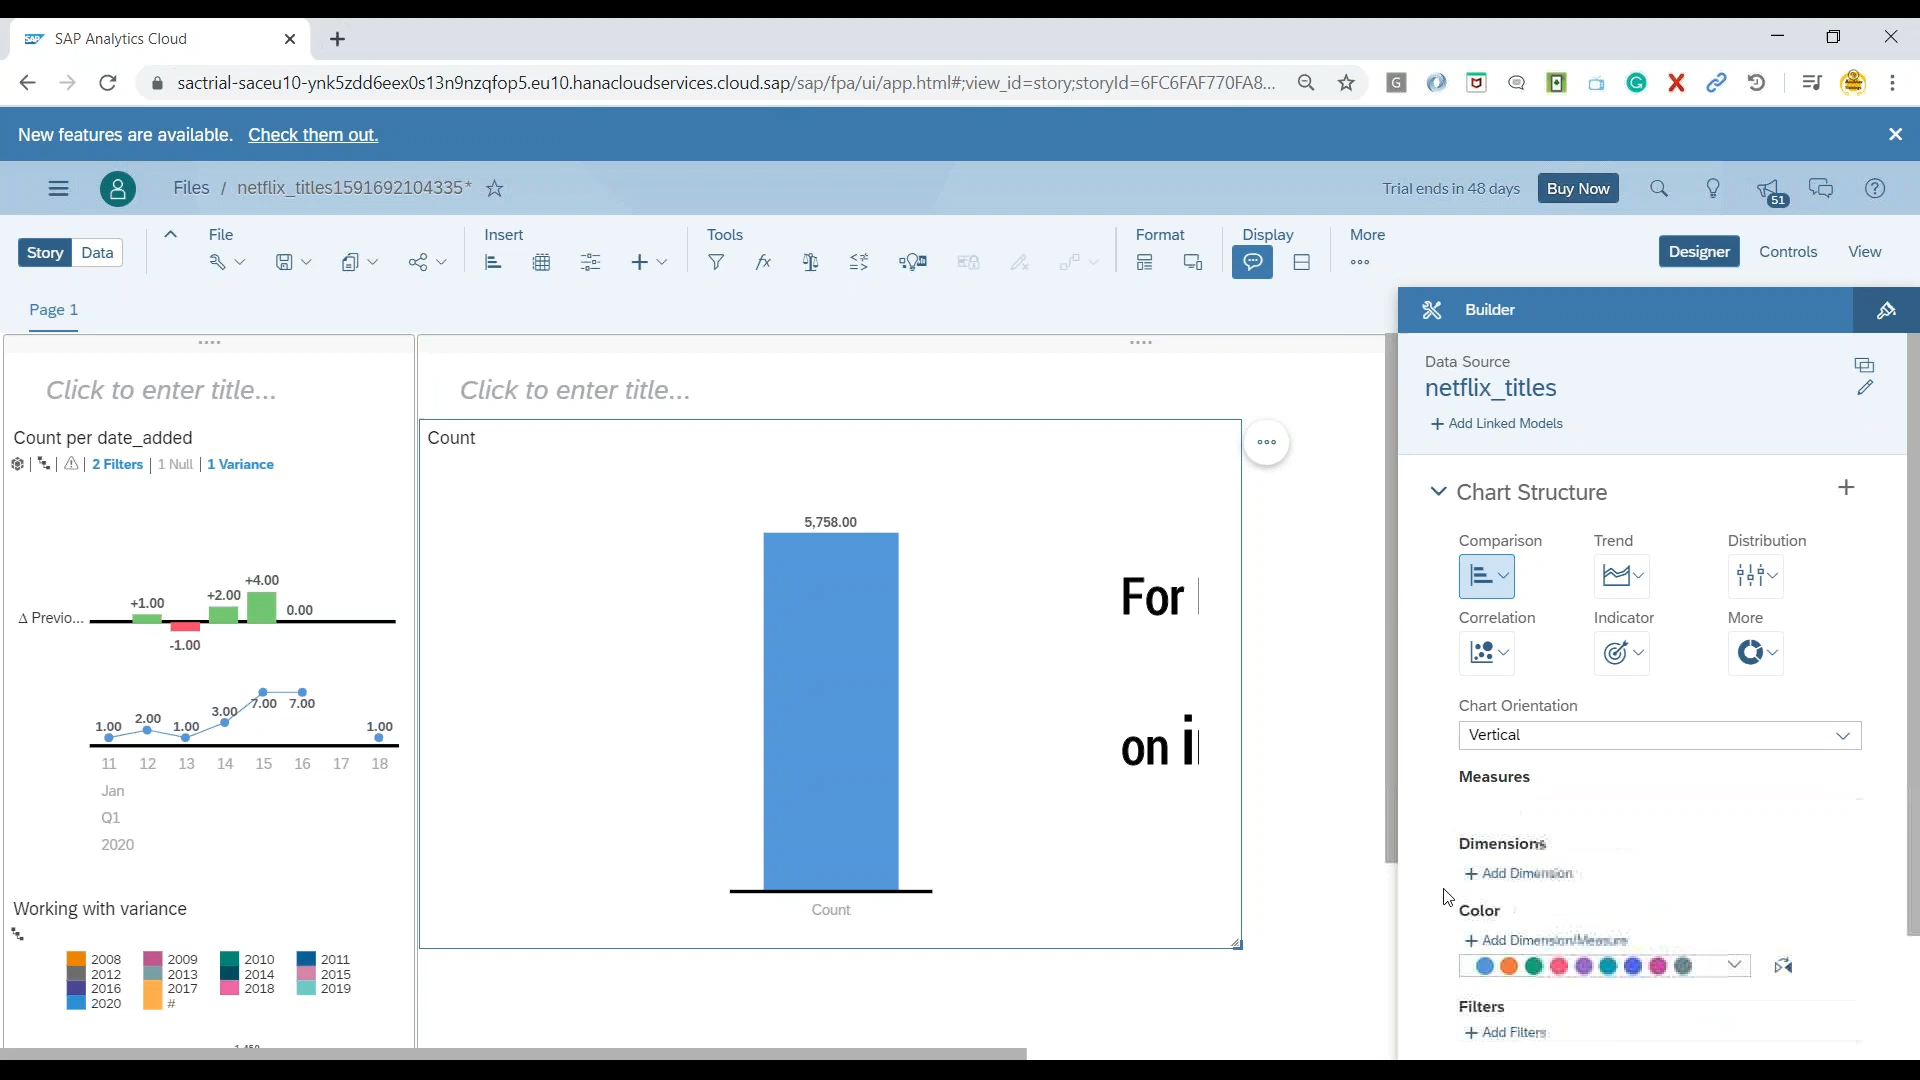 SAP Analytics Cloud
sactrial-saceu10-ynk5zdd6eex0s13n9nzqfop5.eu10.hanacloudservices.cloud.sap/sap/fpa/ui/app.html#;view_id=story;storyId=6FC6FAF770FA8...
New features are available. Check them out.
Files / netflix_titles1591692104335* Trial ends in 48 days Buy Now 51
Story Data File Insert Tools Format Display More Designer Controls View
Page 1
Builder
Data Source
netflix_titles
+ Add Linked Models
Click to enter title...
Count per date_added
2 Filters | 1 Null | 1 Variance
Δ Previo...
+1.00 -1.00 +2.00 +4.00 0.00
1.00 2.00 1.00 3.00 7.00 7.00 1.00
11 12 13 14 15 16 17 18
Jan
Q1
2020
Working with variance
2008 2009 2010 2011
2012 2013 2014 2015
2016 2017 2018 2019
2020 #
Click to enter title...
Count
5,758.00
Count
For
on
Chart Structure
Comparison Trend Distribution
Correlation Indicator More
Chart Orientation
Vertical
Measures
Dimensions
+ Add Dimension
Color
+ Add Dimension/Measure
Filters
+ Add Filters